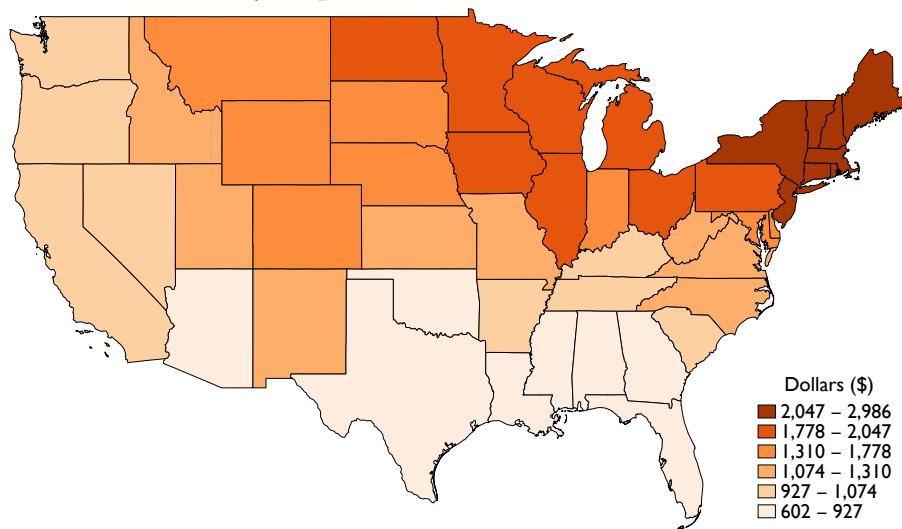 Dollars ($)
2,047 – 2,986
1,778 – 2,047
1,310 – 1,778
1,074 – 1,310
927 – 1,074
602 – 927